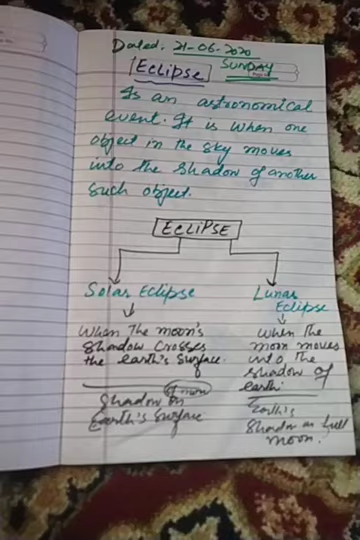 Dated: 21-06-2020
SUNDAY
Eclipse
Is an astronomical
event. It is when one
object in the sky moves
into the shadow of another
such object.
ECLIPSE
Solar Eclipse
Lunar
Eclipse
When the moon's
shadow crosses
the earth's surface.
When the
moon moves
into the
shadow of
earth.
of moon
Shadow on
Earth's surface
Earth's
Shadow on full
moon.